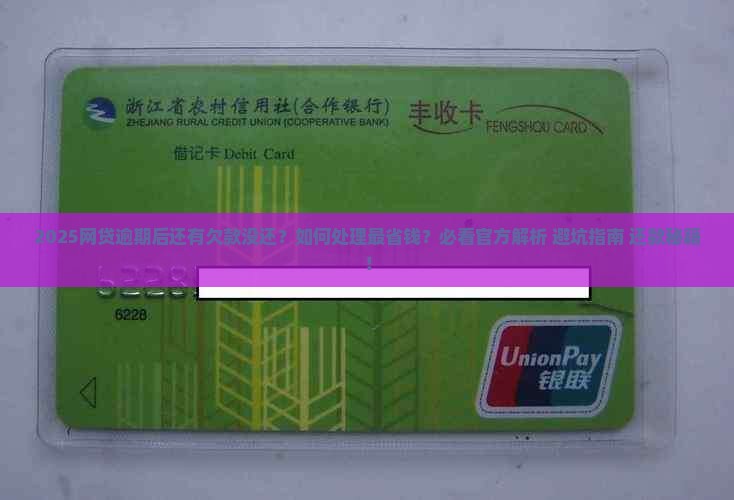 浙江省农村信用社(合作银行)
ZHEJIANG RURAL CREDIT UNION (COOPERATIVE BANK)
丰收卡
FENGSHOU CARD
借记卡 Debit Card
2025网贷逾期后还有欠款没还？如何处理最省钱？必看官方解析 避坑指南 还款
！
6228
6228
UnionPay
银联